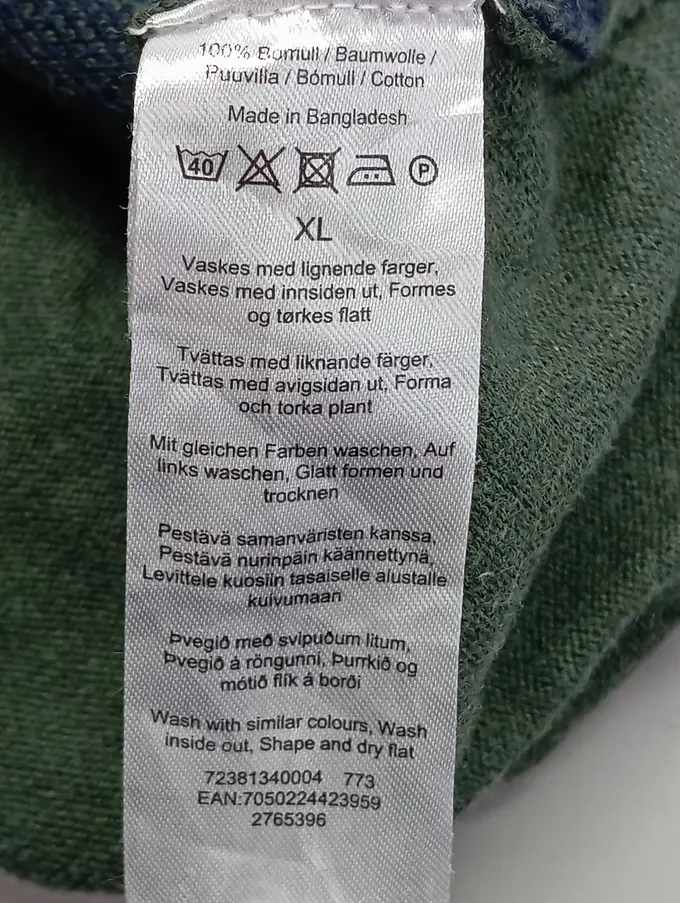 100% Bomull / Baumwolle /
Puuvilla / Bómull / Cotton
Made in Bangladesh
40 P
XL
Vaskes med lignende farger,
Vaskes med innsiden ut, Formes
og tørkes flatt
Tvättas med liknande färger,
Tvättas med avigsidan ut, Forma
och torka plant
Mit gleichen Farben waschen, Auf
links waschen, Glatt formen und
trocknen
Pestävä samanväristen kanssa,
Pestävä nurinpäin käännettynä,
Levittele kuosiin tasaiselle alustalle
kuivumaan
Þvegið með svipuðum litum,
Þvegið á röngunni, Þurrkið og
mótið flík á borði
Wash with similar colours, Wash
inside out, Shape and dry flat
72381340004 773
EAN:7050224423959
2765396